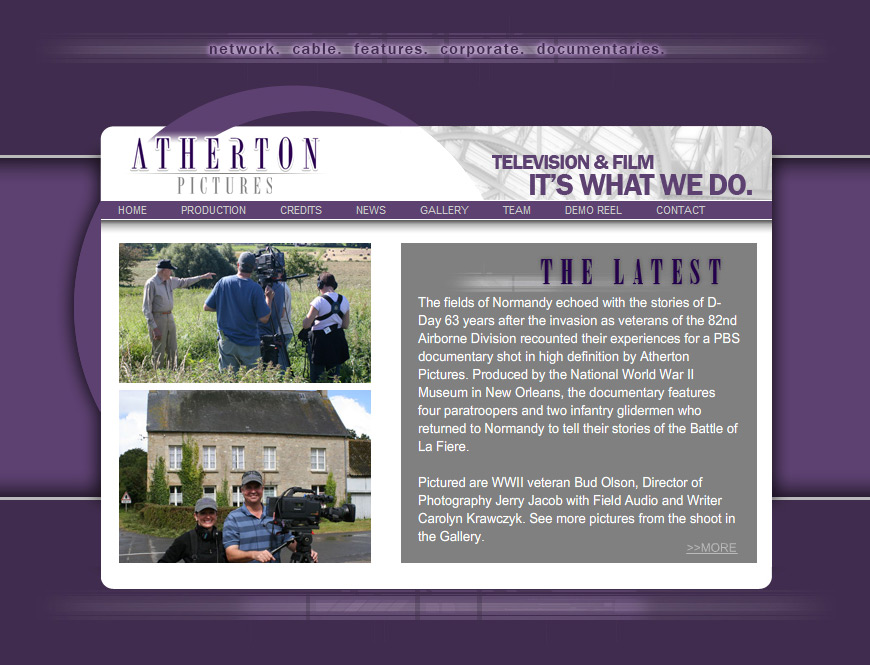 network. cable. features. corporate. documentaries.
ATHERTON
PICTURES
TELEVISION & FILM
IT'S WHAT WE DO.
HOME PRODUCTION CREDITS NEWS GALLERY TEAM DEMO REEL CONTACT
THE LATEST
The fields of Normandy echoed with the stories of D-
Day 63 years after the invasion as veterans of the 82nd
Airborne Division recounted their experiences for a PBS
documentary shot in high definition by Atherton
Pictures. Produced by the National World War II
Museum in New Orleans, the documentary features
four paratroopers and two infantry glidermen who
returned to Normandy to tell their stories of the Battle of
La Fiere.
Pictured are WWII veteran Bud Olson, Director of
Photography Jerry Jacob with Field Audio and Writer
Carolyn Krawczyk. See more pictures from the shoot in
the Gallery.
>>MORE